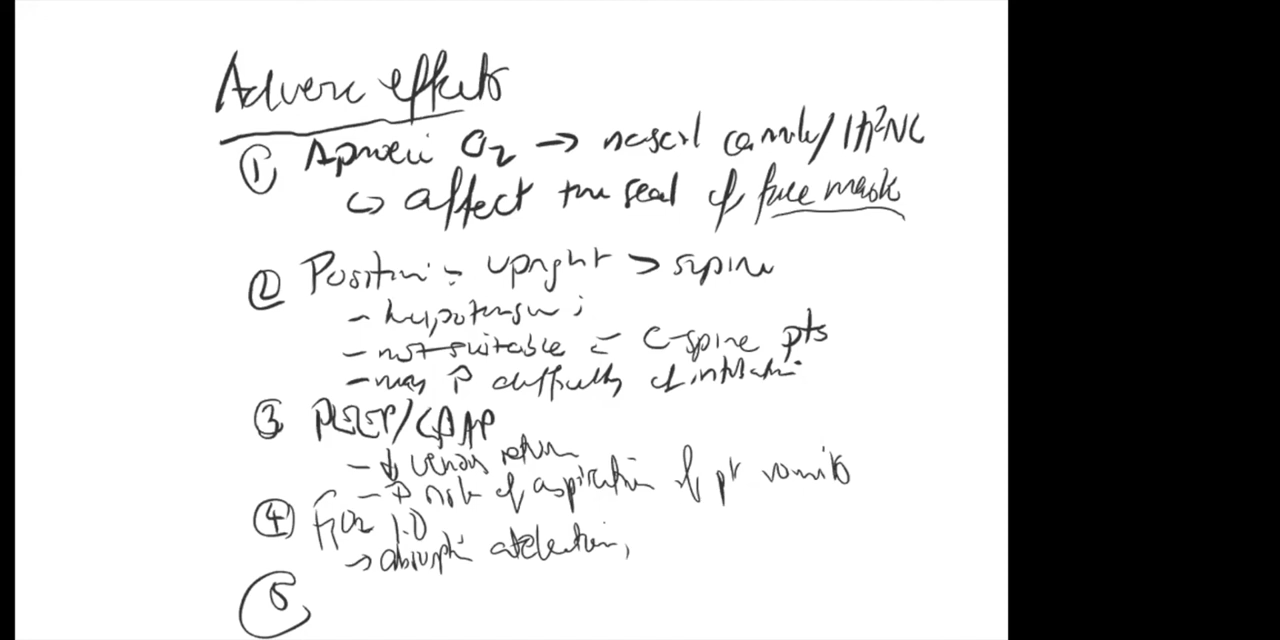 Adverse effects
① Apnoeic O2 → nasal cannula/HF NC
↪ affect the seal of face mask
② Position: upright > supine
- hypotension;
- not suitable c C-spine pts
- may ↑ difficulty of intubation
③ PEEP/CPAP
- ↓ venous return
- ↑ risk of aspiration if pt vomits
④ FiO2 1.0
→ absorption atelectasis,
⑤